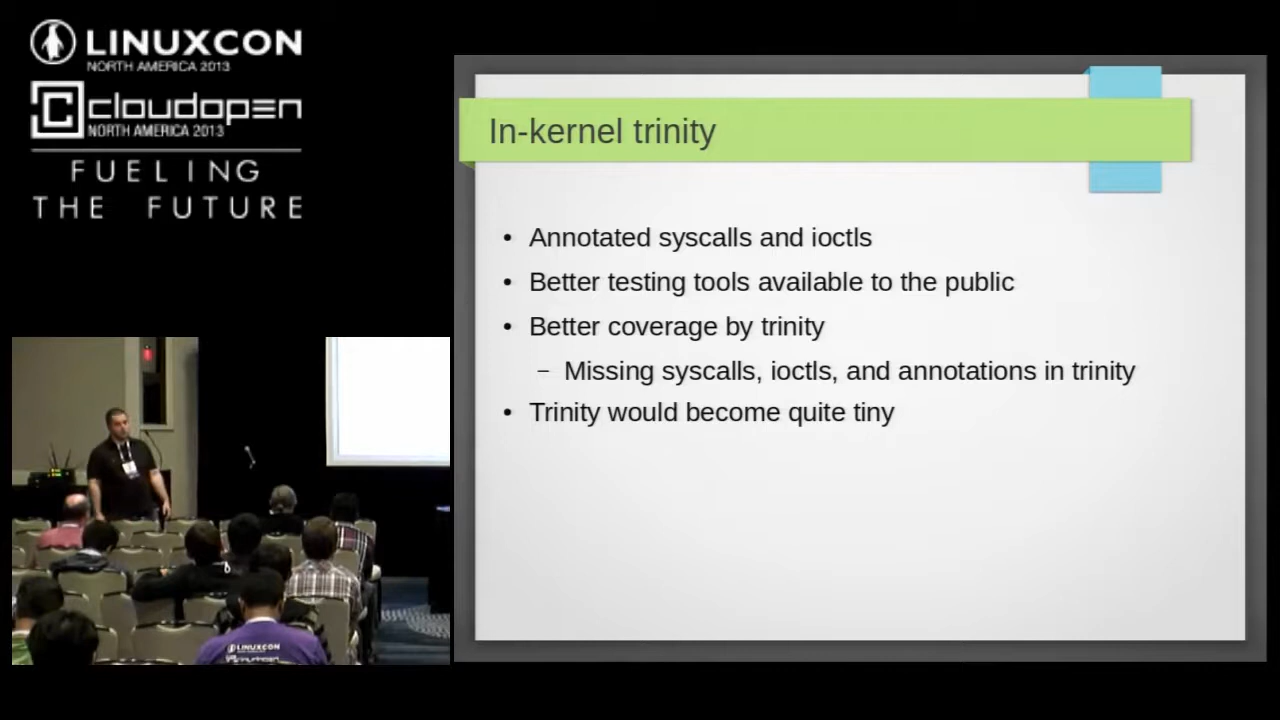 LINUXCON
NORTH AMERICA 2013
cloudopen
NORTH AMERICA 2013
FUELING
THE FUTURE
In-kernel trinity
• Annotated syscalls and ioctls
• Better testing tools available to the public
• Better coverage by trinity
– Missing syscalls, ioctls, and annotations in trinity
• Trinity would become quite tiny
LINUXCON
cloudopen